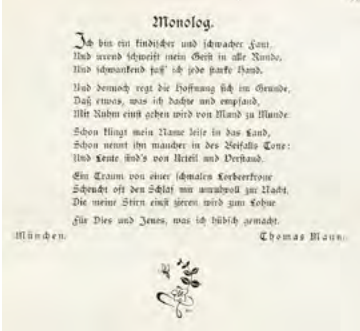 Monolog.
Ich bin ein kindischer und schwacher Fant,
Und irrend schweift mein Geist in alle Runde,
Und schwankend fass' ich jede starke Hand.
Und dennoch regt die Hoffnung sich im Grunde,
Daß etwas, was ich dachte und empfand,
Mit Ruhm einst gehen wird von Mund zu Munde.
Schon klingt mein Name leise in das Land,
Schon nennt ihn mancher in des Beifalls Tone:
Und Leute sind's von Urteil und Verstand.
Ein Traum von einer schmalen Lorbeerkrone
Scheucht oft den Schlaf mir unruhvoll zur Nacht,
Die meine Stirn einst zieren wird zum Lohne
Für Dies und Jenes, was ich hübsch gemacht.
München. Thomas Mann.